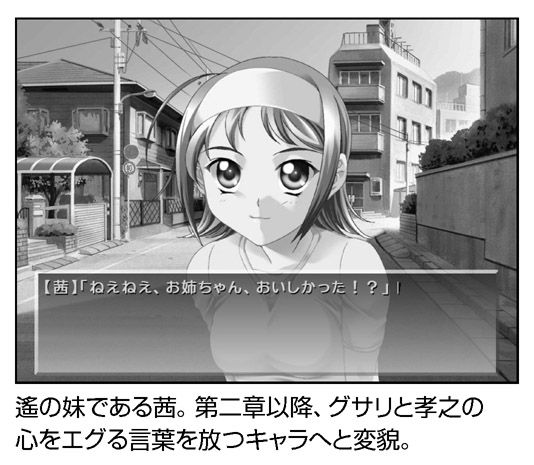 【茜】「ねえねえ、お姉ちゃん、おいしかった！？」
遙の妹である茜。第二章以降、グサリと孝之の
心をエグる言葉を放つキャラへと変貌。